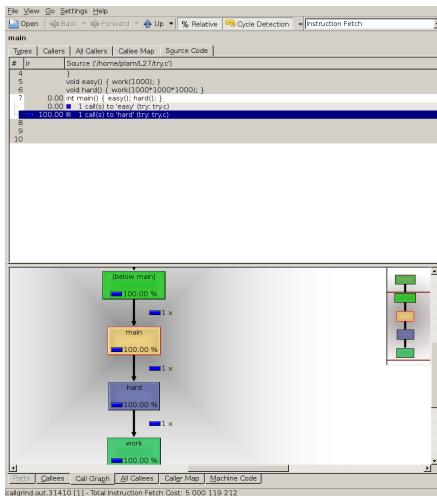 File View Go Settings Help
Open Back Forward Up % Relative Cycle Detection » Instruction Fetch
main
Types Callers All Callers Callee Map Source Code
# Ir Source ('/home/plam/L27/try.c')
4 }
5 void easy() { work(1000); }
6 void hard() { work(1000*1000*1000); }
7 0.00 int main() { easy(); hard(); }
0.00 1 call(s) to 'easy' (try: try.c)
100.00 1 call(s) to 'hard' (try: try.c)
8
9
10
(below main)
100.00 %
1 x
main
100.00 %
1 x
hard
100.00 %
1 x
work
100.00 %
Parts Callees Call Graph All Callees Caller Map Machine Code
callgrind.out.31410 [1] - Total Instruction Fetch Cost: 5 000 119 212